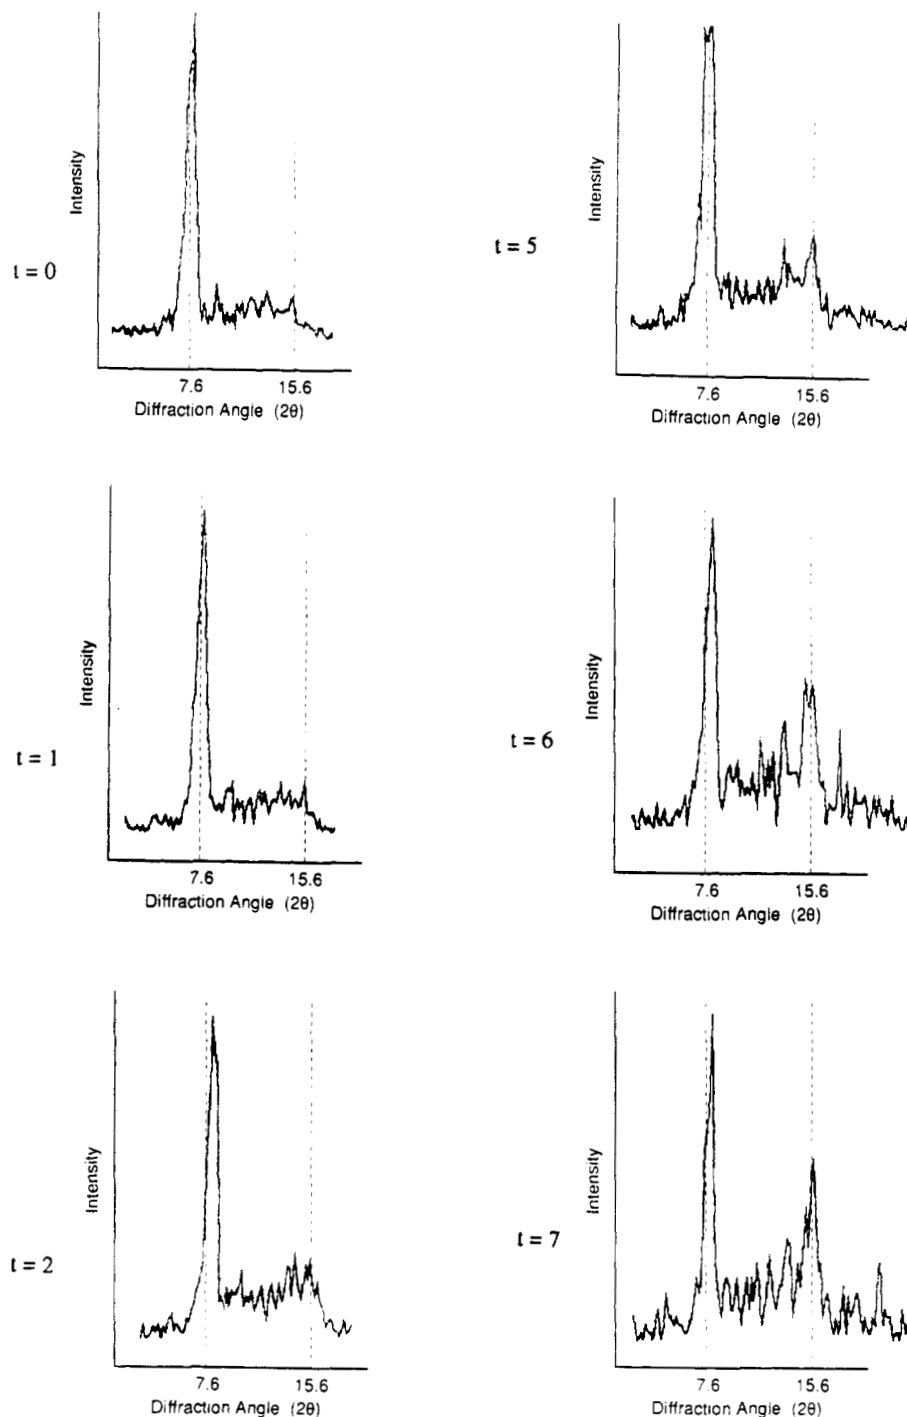 Intensity
t = 0
7.6 15.6
Diffraction Angle (2θ)
Intensity
t = 1
7.6 15.6
Diffraction Angle (2θ)
Intensity
t = 2
7.6 15.6
Diffraction Angle (2θ)
Intensity
t = 5
7.6 15.6
Diffraction Angle (2θ)
Intensity
t = 6
7.6 15.6
Diffraction Angle (2θ)
Intensity
t = 7
7.6 15.6
Diffraction Angle (2θ)